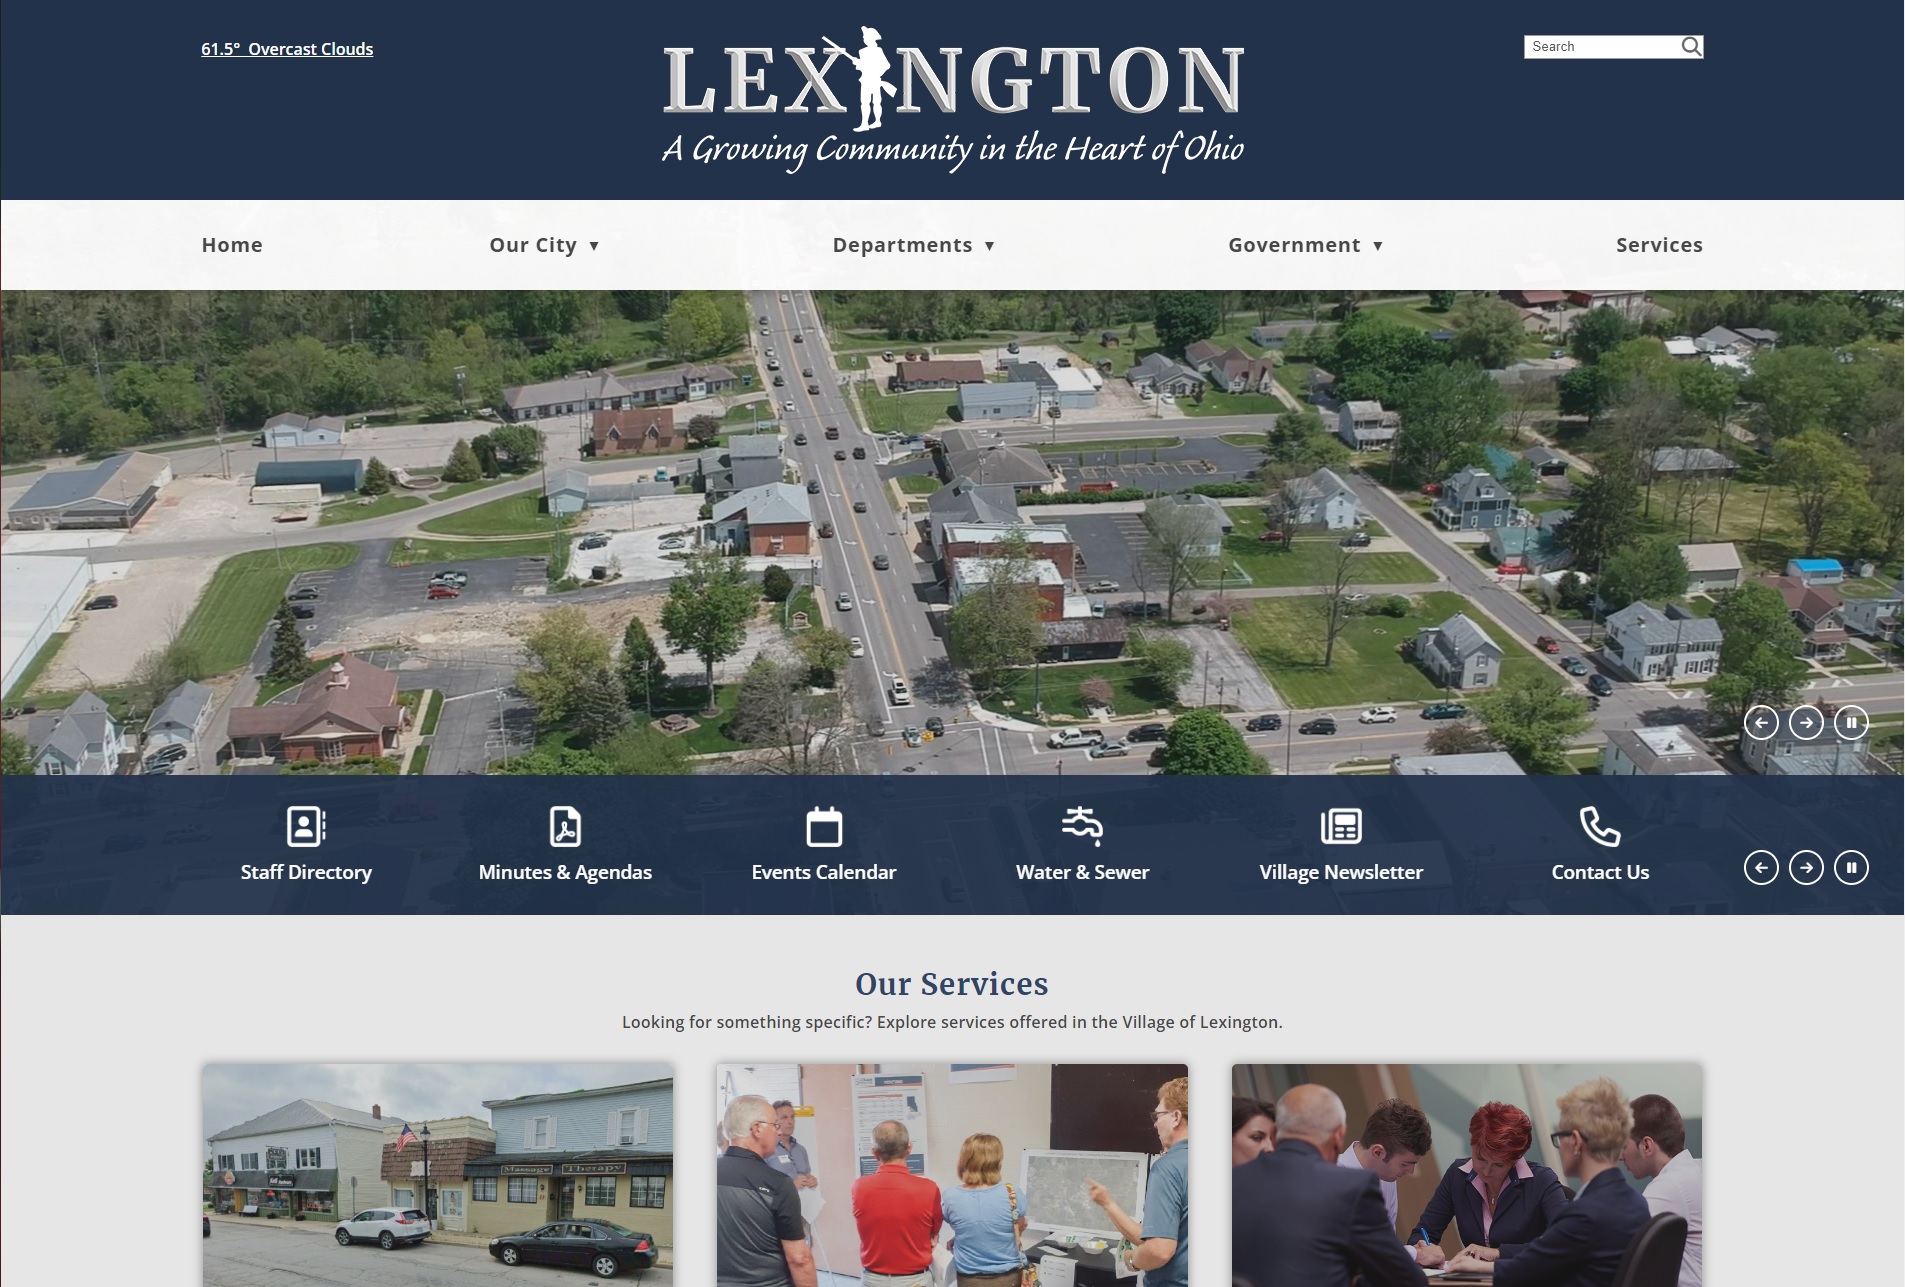 61.5° Overcast Clouds
LEXINGTON
A Growing Community in the Heart of Ohio
Search
Home
Our City ▼
Departments ▼
Government ▼
Services
Staff Directory
Minutes & Agendas
Events Calendar
Water & Sewer
Village Newsletter
Contact Us
Our Services
Looking for something specific? Explore services offered in the Village of Lexington.
Massage Therapy